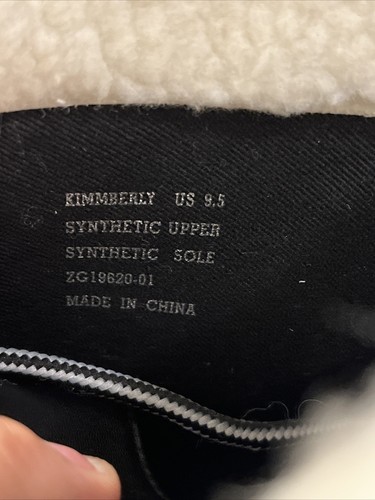 KIMMBERLY US 9.5
SYNTHETIC UPPER
SYNTHETIC SOLE
ZG19620-01
MADE IN CHINA